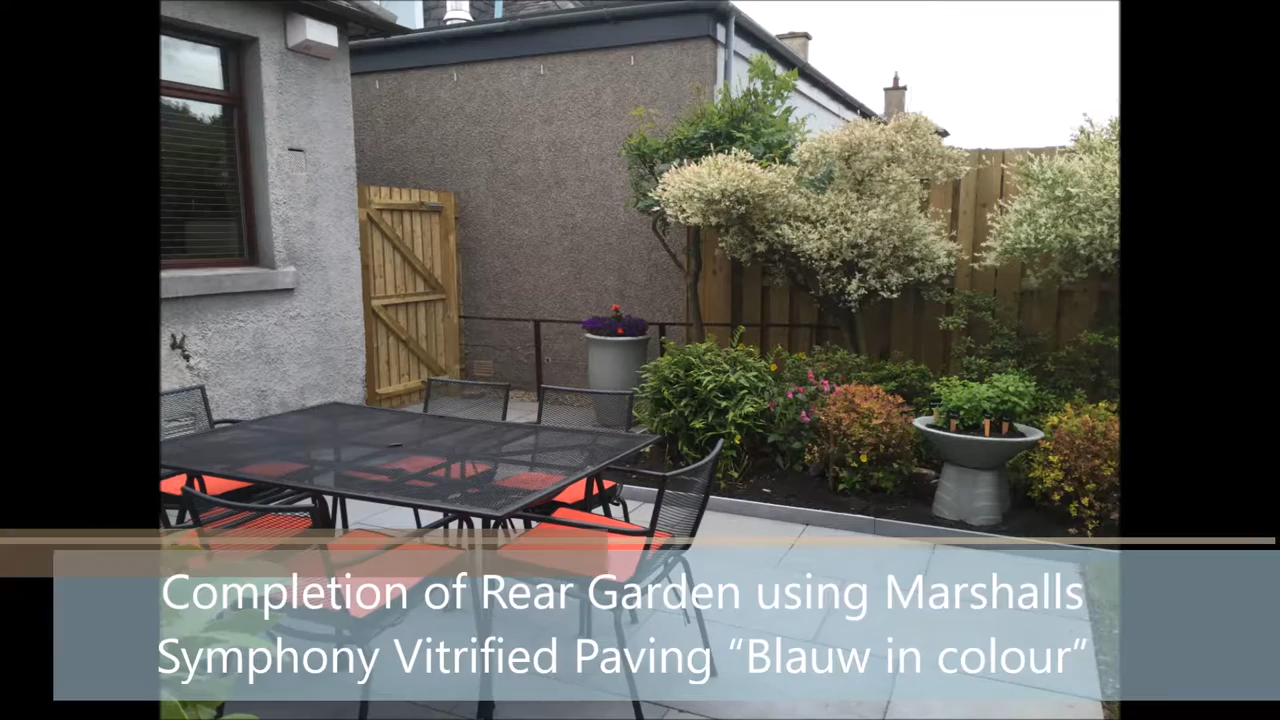 Completion of Rear Garden using Marshalls
Symphony Vitrified Paving “Blauw in colour”